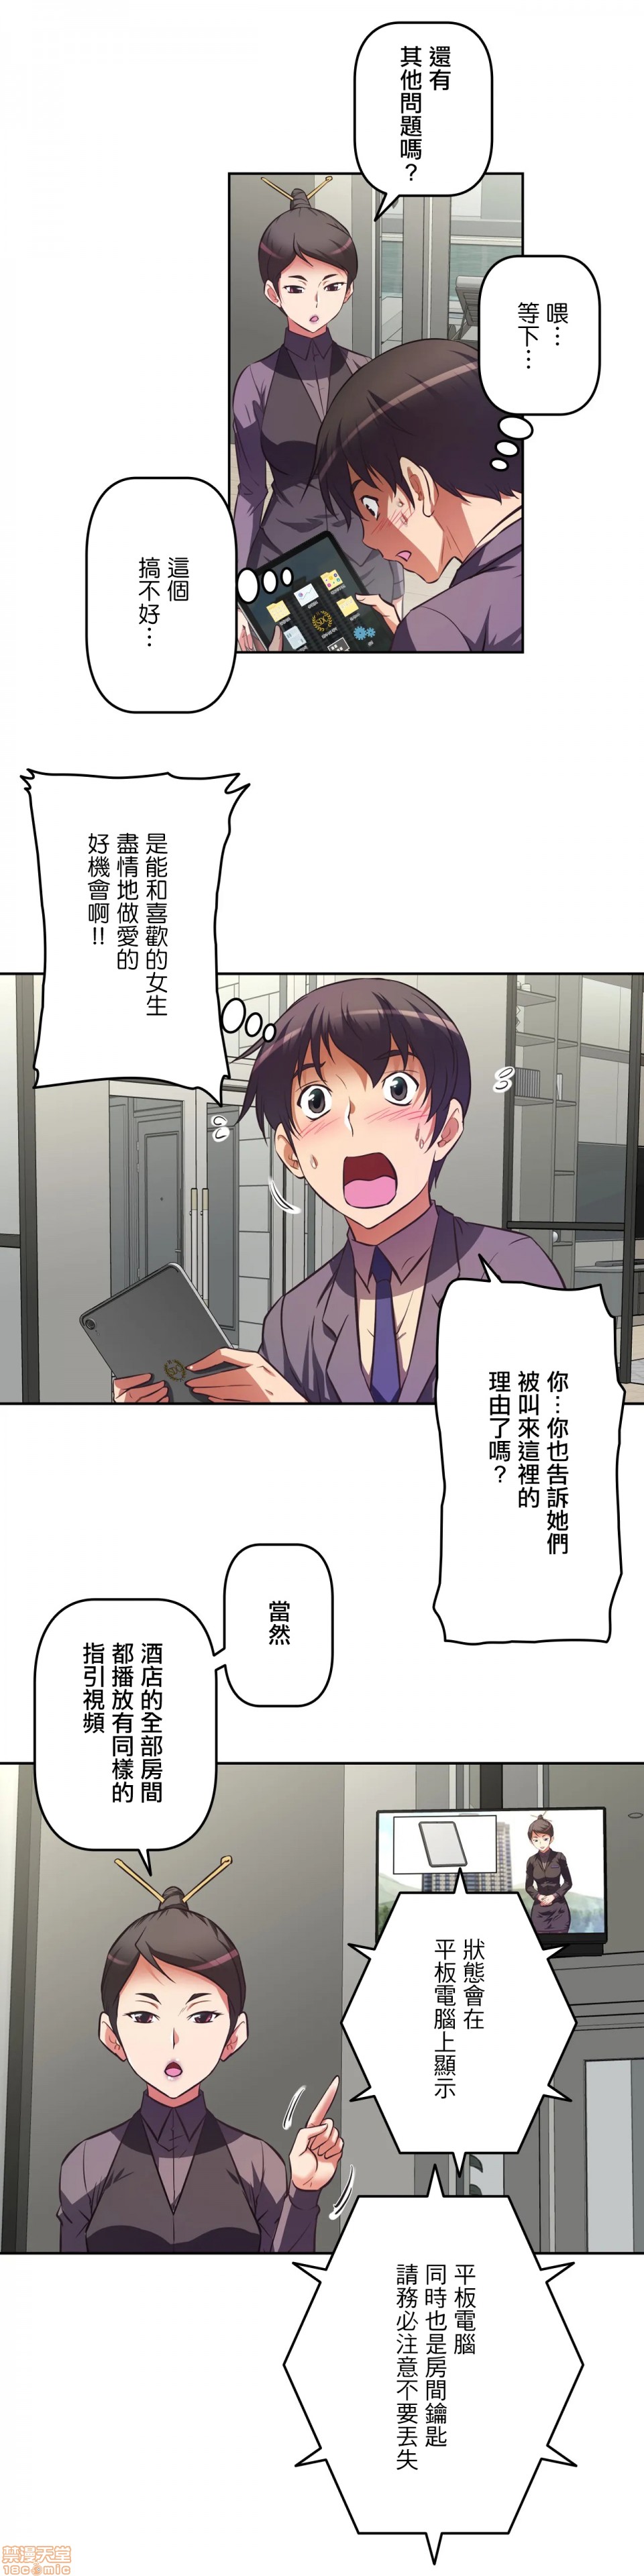 還有
其他問題嗎？
喂…
等下…
這個
搞不好…
是能和喜歡的女生
盡情地做愛的
好機會啊!!
你…你也告訴她們
被叫來這裡的
理由了嗎？
當然
酒店的全部房間
都播放有同樣的
指引視頻
狀態會在
平板電腦上顯示
平板電腦
同時也是房間鑰匙
請務必注意不要丟失
禁漫天堂
18comic